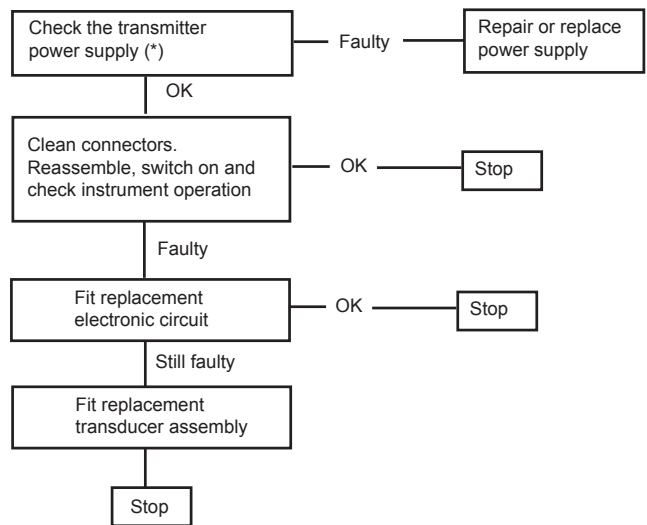 Check the transmitter
power supply (*)
Faulty
Repair or replace
power supply
OK
Clean connectors.
Reassemble, switch on and
check instrument operation
OK
Stop
Faulty
Fit replacement
electronic circuit
OK
Stop
Still faulty
Fit replacement
transducer assembly
Stop